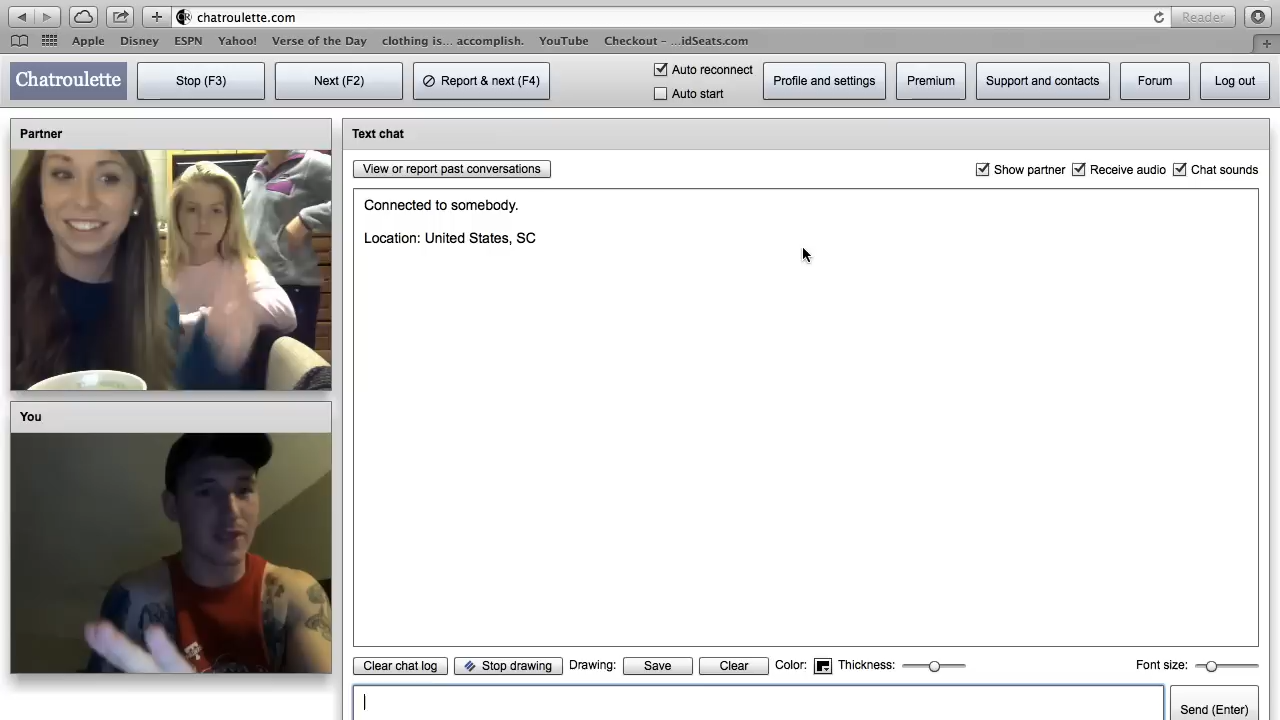 chatroulette.com
Reader
Apple Disney ESPN Yahoo! Verse of the Day clothing is... accomplish. YouTube Checkout - ...idSeats.com
Chatroulette
Stop (F3)
Next (F2)
Report & next (F4)
Auto reconnect
Auto start
Profile and settings
Premium
Support and contacts
Forum
Log out
Partner
You
Text chat
View or report past conversations
Show partner Receive audio Chat sounds
Connected to somebody.
Location: United States, SC
Clear chat log Stop drawing Drawing: Save Clear Color: Thickness: Font size:
Send (Enter)